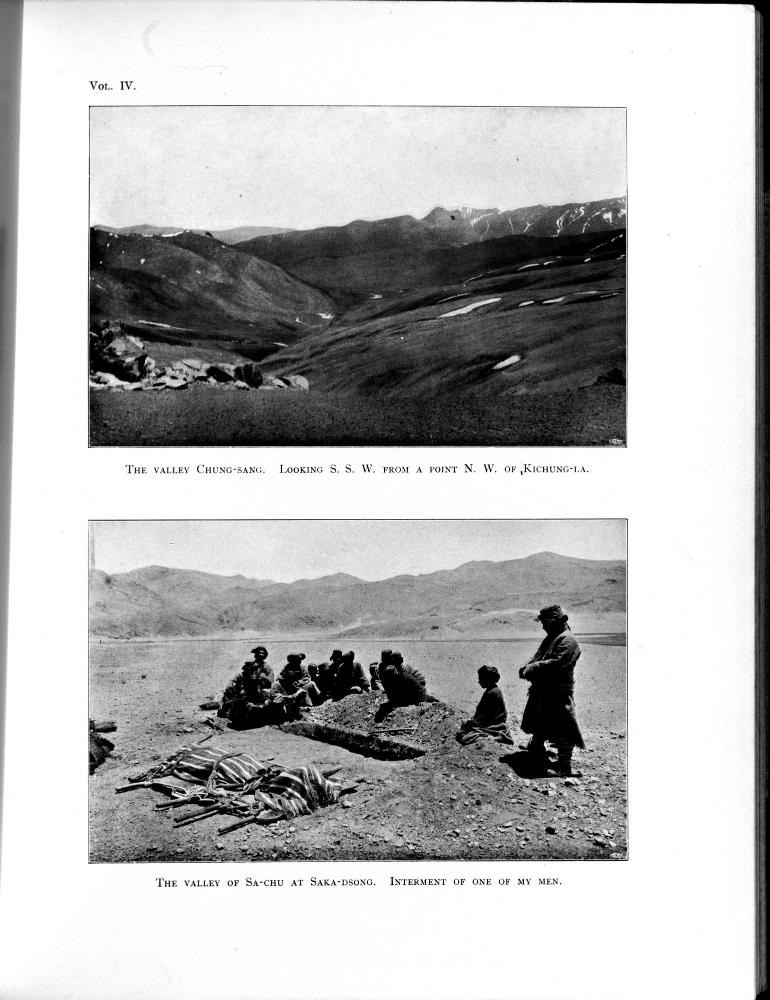 VOL. IV.
THE VALLEY CHUNG-SANG. LOOKING S. S. W. FROM A POINT N. W. OF KICHUNG-LA.
THE VALLEY OF SA-CHU AT SAKA-DSONG. INTERMENT OF ONE OF MY MEN.